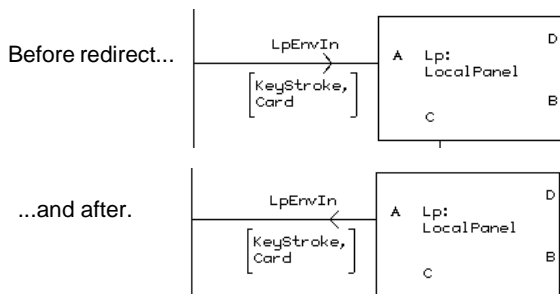 Before redirect...
LpEnvIn
[KeyStroke,
Card]
A Lp:
LocalPanel
D
B
C
...and after.
LpEnvIn
[KeyStroke,
Card]
A Lp:
LocalPanel
D
B
C